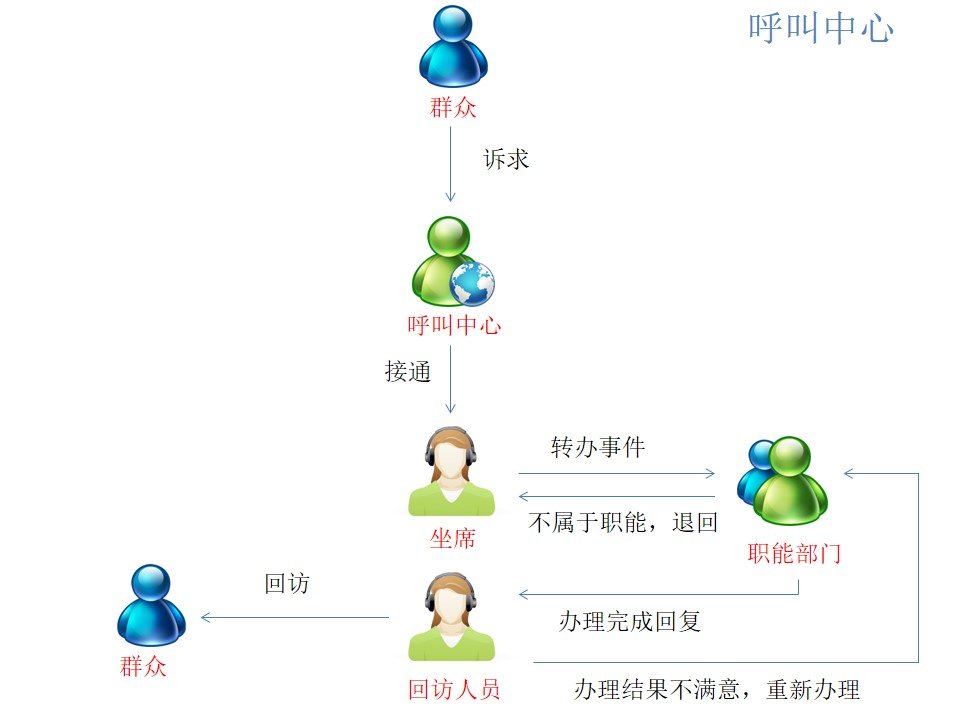 呼叫中心
群众
诉求
呼叫中心
接通
转办事件
不属于职能，退回
坐席
职能部门
回访
办理完成回复
群众
回访人员
办理结果不满意，重新办理